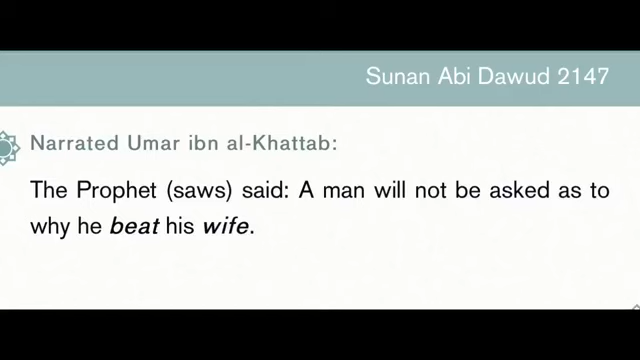 Sunan Abi Dawud 2147
Narrated Umar ibn al-Khattab:
The Prophet (saws) said: A man will not be asked as to
why he beat his wife.